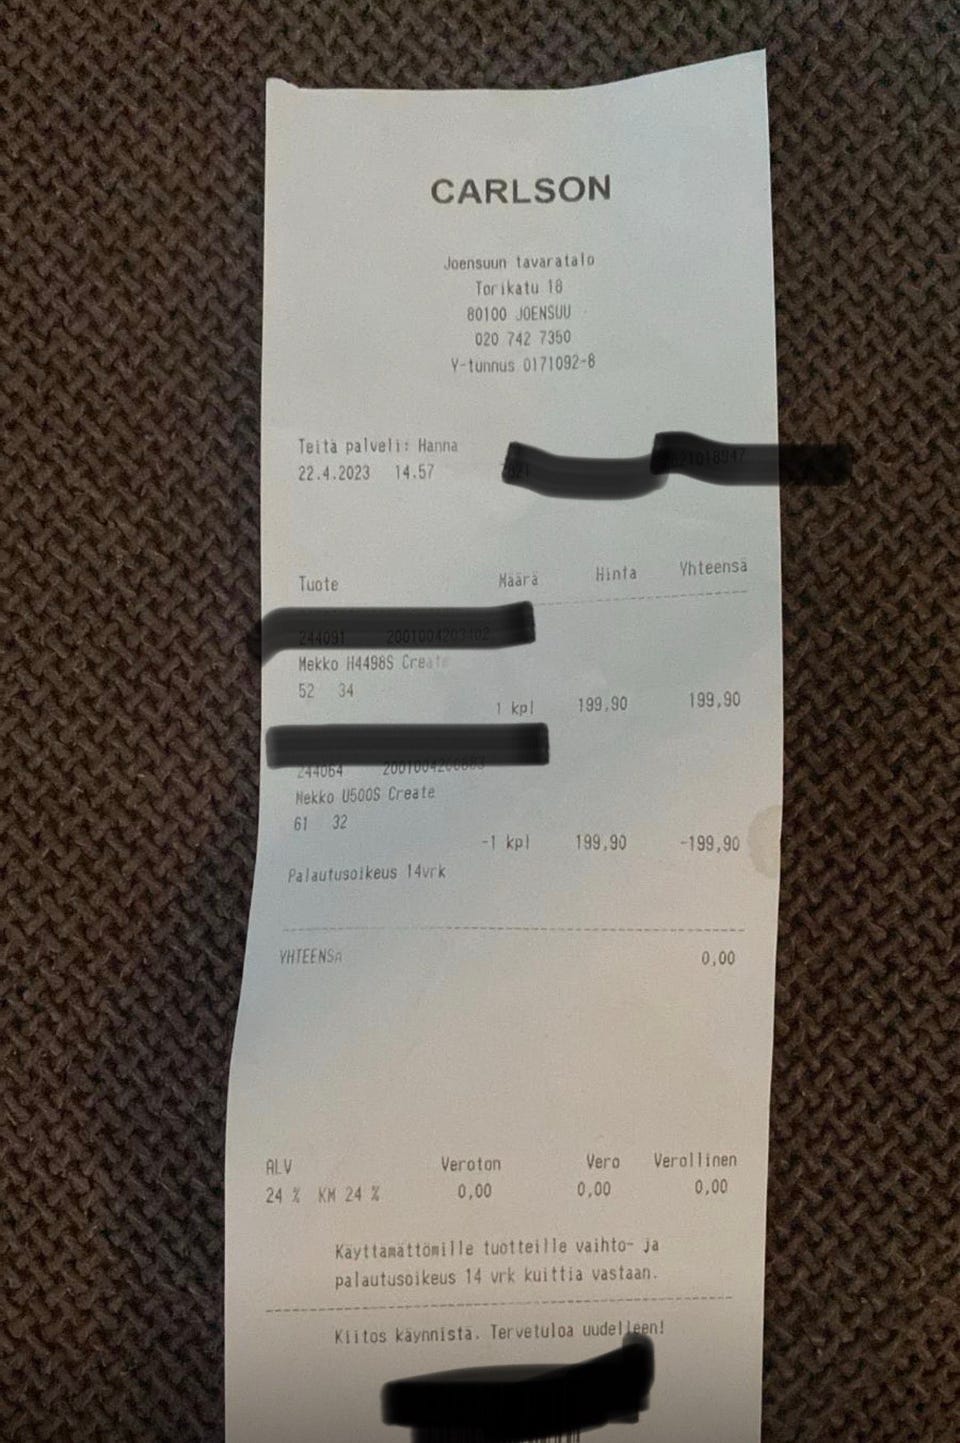 CARLSON
Joensuun tavaratalo
Torikatu 18
80100 JOENSUU
020 742 7350
Y-tunnus 0171092-8
Teitä palveli: Hanna
22.4.2023 14.57
Tuote Määrä Hinta Yhteensä
244091
Mekko H4498S Create
52 34
1 kpl 199,90 199,90
244064
Mekko U500S Create
61 32
-1 kpl 199,90 -199,90
Palautusoikeus 14vrk
YHTEENSÄ 0,00
ALV Veroton Vero Verollinen
24 % KM 24 % 0,00 0,00 0,00
Käyttämättömille tuotteille vaihto- ja
palautusoikeus 14 vrk kuittia vastaan.
Kiitos käynnistä. Tervetuloa uudelleen!